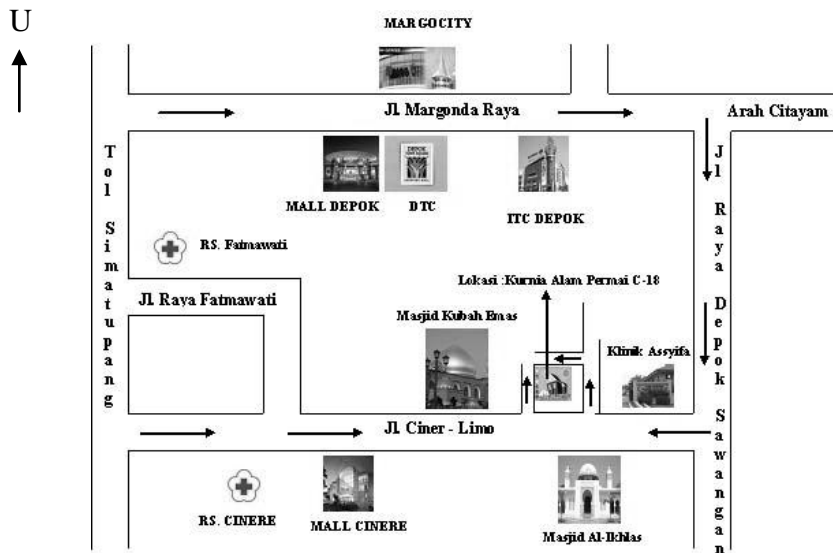 U
MARGOCITY
Jl. Margonda Raya
Arah Citayam
Tol Simatupang
Jl Raya Depok Sawangan
MALL DEPOK
DEPOK
DTC
ITC DEPOK
RS. Fatmawati
Lokasi :Kurnia Alam Permai C-18
Jl. Raya Fatmawati
Masjid Kubah Emas
Klinik Assyifa
Jl. Ciner - Limo
RS. CINERE
MALL CINERE
Masjid Al-Ikhlas